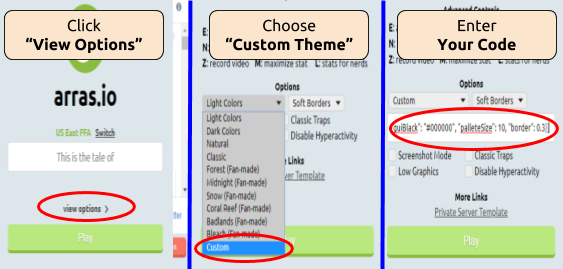 Click
“View Options”
arras.io
US East FFA Switch
This is the tale of
view options >
Play
Choose
“Custom Theme”
E:
N:
Z: record video M: maximize stat L: stats for nerds
Options
Light Colors Soft Borders
Light Colors
Dark Colors
Natural
Classic
Forest (Fan-made)
Midnight (Fan-made)
Snow (Fan-made)
Coral Reef (Fan-made)
Badlands (Fan-made)
Bleach (Fan-made)
Custom
Classic Traps
Disable Hyperactivity
Links
Server Template
Enter
Your Code
E:
N:
Z: record video M: maximize stat L: stats for nerds
Options
Custom Soft Borders
guiBlack": "#000000", "palleteSize": 10, "border": 0.3}
Screenshot Mode Classic Traps
Low Graphics Disable Hyperactivity
More Links
Private Server Template
Play